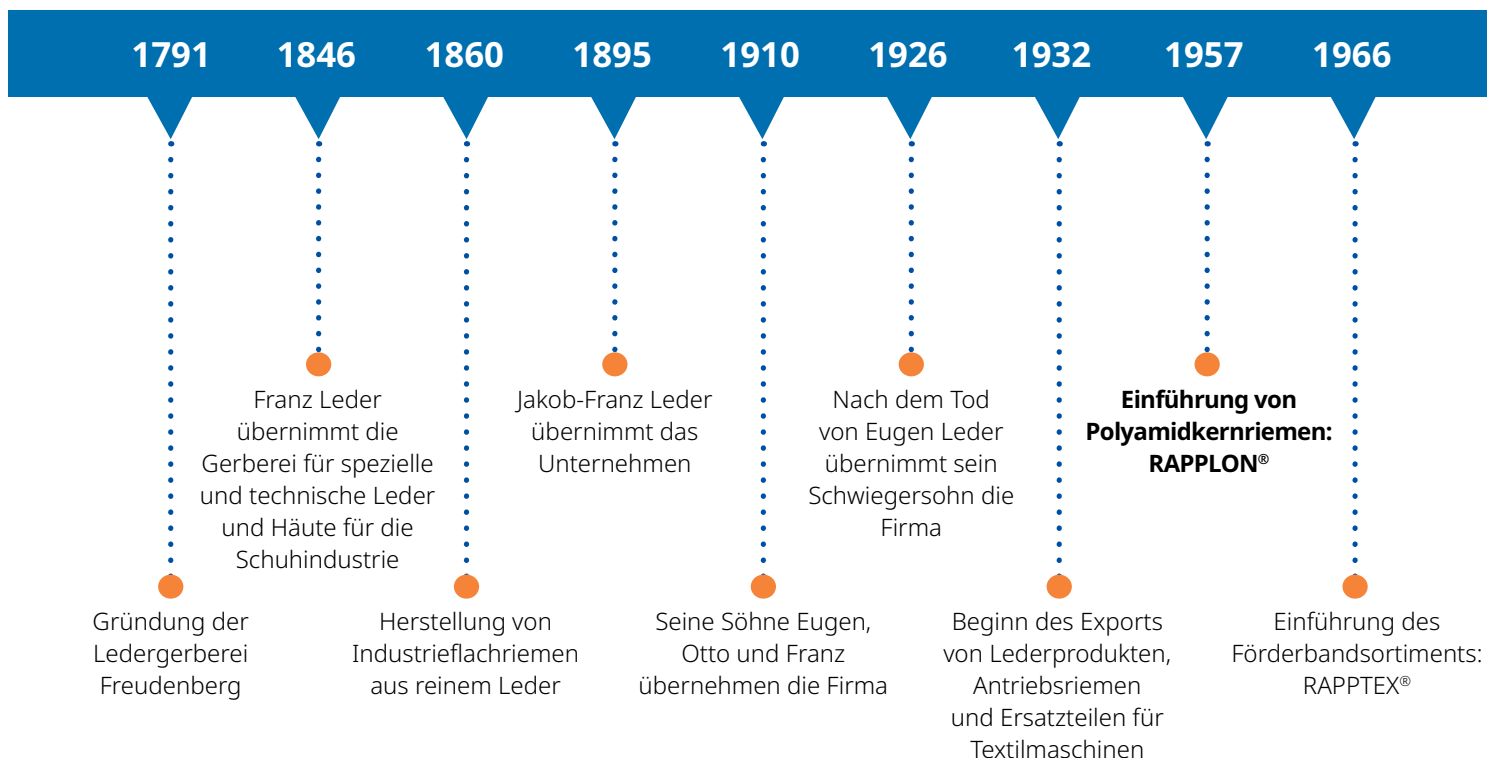 1791 1846 1860 1895 1910 1926 1932 1957 1966
Franz Leder
übernimmt die
Gerberei für spezielle
und technische Leder
und Häute für die
Schuhindustrie
Jakob-Franz Leder
übernimmt das
Unternehmen
Nach dem Tod
von Eugen Leder
übernimmt sein
Schwiegersohn die
Firma
Einführung von
Polyamidkernriemen:
RAPPLON®
Gründung der
Ledergerberei
Freudenberg
Herstellung von
Industrieflachriemen
aus reinem Leder
Seine Söhne Eugen,
Otto und Franz
übernehmen die Firma
Beginn des Exports
von Lederprodukten,
Antriebsriemen
und Ersatzteilen für
Textilmaschinen
Einführung des
Förderbandsortiments:
RAPPTEX®